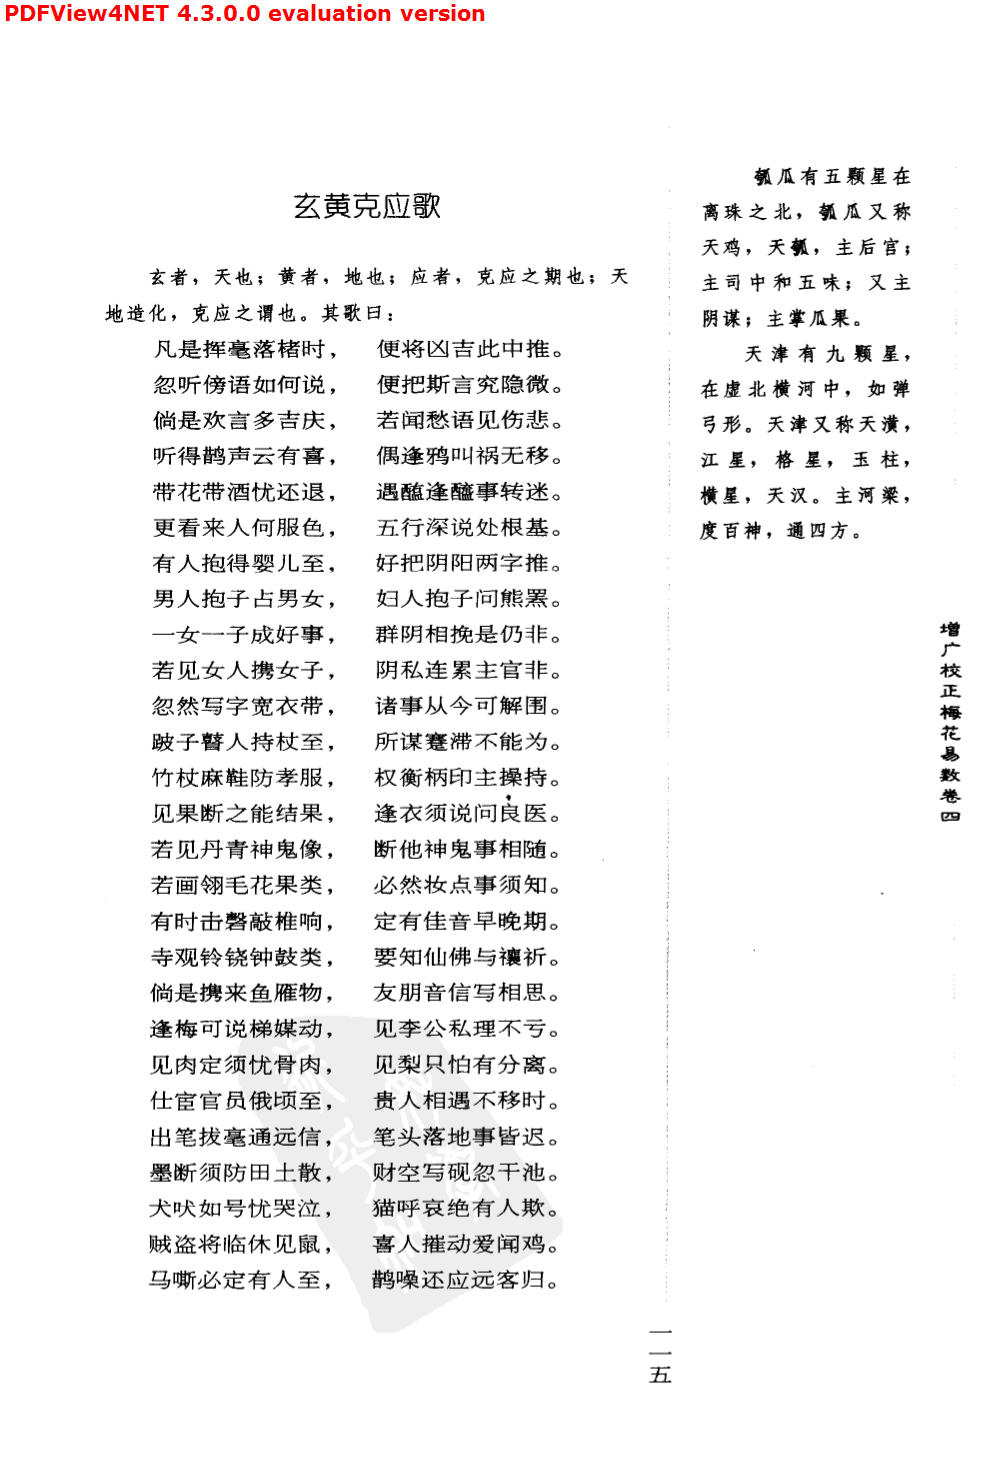 PDFView4NET 4.3.0.0 evaluation version
玄黄克应歌
玄者，天也；黄者，地也；应者，克应之期也；天
地造化，克应之谓也。其歌曰：
凡是挥毫落楮时，　便将凶吉此中推。
忽听傍语如何说，　便把斯言究隐微。
倘是欢言多吉庆，　若闻愁语见伤悲。
听得鹊声云有喜，　偶逢鸦叫祸无移。
带花带酒忧还退，　遇醢逢醯事转迷。
更看来人何服色，　五行深说处根基。
有人抱得婴儿至，　好把阴阳两字推。
男人抱子占男女，　妇人抱子问熊罴。
一女一子成好事，　群阴相挽是仍非。
若见女人携女子，　阴私连累主官非。
忽然写字宽衣带，　诸事从今可解围。
跛子瞽人持杖至，　所谋蹇滞不能为。
竹杖麻鞋防孝服，　权衡柄印主操持。
见果断之能结果，　逢衣须说问良医。
若见丹青神鬼像，　断他神鬼事相随。
若画翎毛花果类，　必然妆点事须知。
有时击磬敲椎响，　定有佳音早晚期。
寺观铃铙钟鼓类，　要知仙佛与禳祈。
倘是携来鱼雁物，　友朋音信写相思。
逢梅可说梯媒动，　见李公私理不亏。
见肉定须忧骨肉，　见梨只怕有分离。
仕宦官员俄顷至，　贵人相遇不移时。
出笔拔毫通远信，　笔头落地事皆迟。
墨断须防田土散，　财空写砚忽干池。
犬吠如号忧哭泣，　猫呼哀绝有人欺。
贼盗将临休见鼠，　喜人摧动爱闻鸡。
马嘶必定有人至，　鹊噪还应远客归。
瓠瓜有五颗星在
离珠之北，瓠瓜又称
天鸡，天瓠，主后宫；
主司中和五味；又主
阴谋；主掌瓜果。
天津有九颗星，
在虚北横河中，如弹
弓形。天津又称天潢，
江星，格星，玉柱，
横星，天汉。主河梁，
度百神，通四方。
增广校正梅花易数卷四
一一五